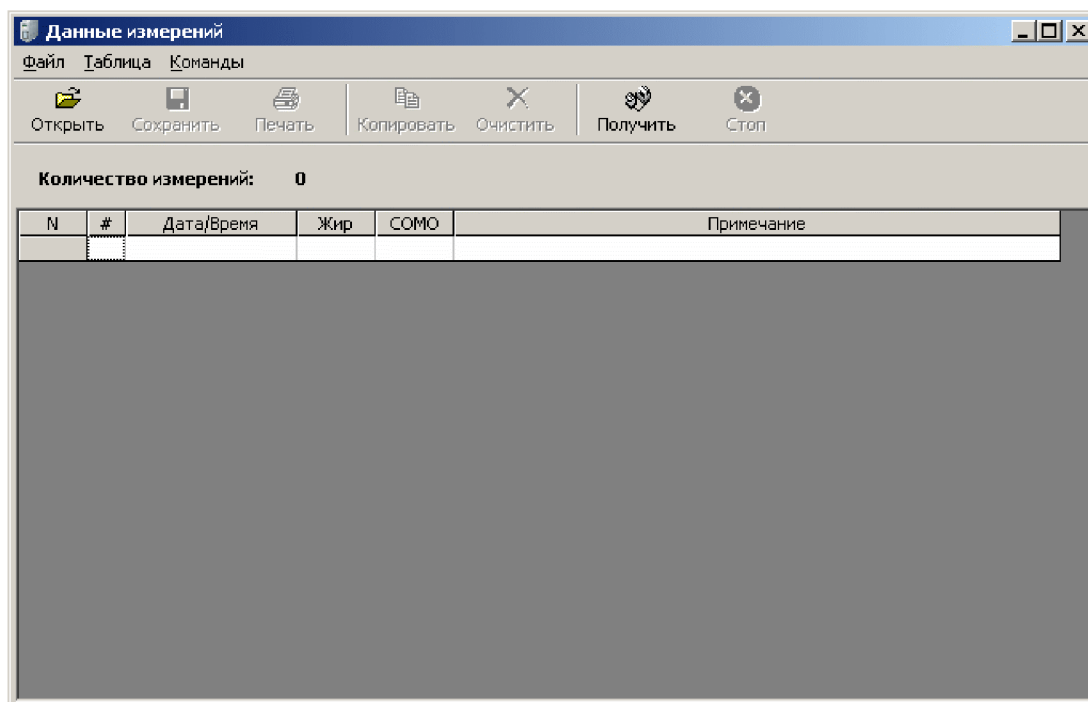 Данные измерений
Файл Таблица Команды
Открыть Сохранить Печать Копировать Очистить Получить Стоп
Количество измерений: 0
N # Дата/Время Жир СОМО Примечание